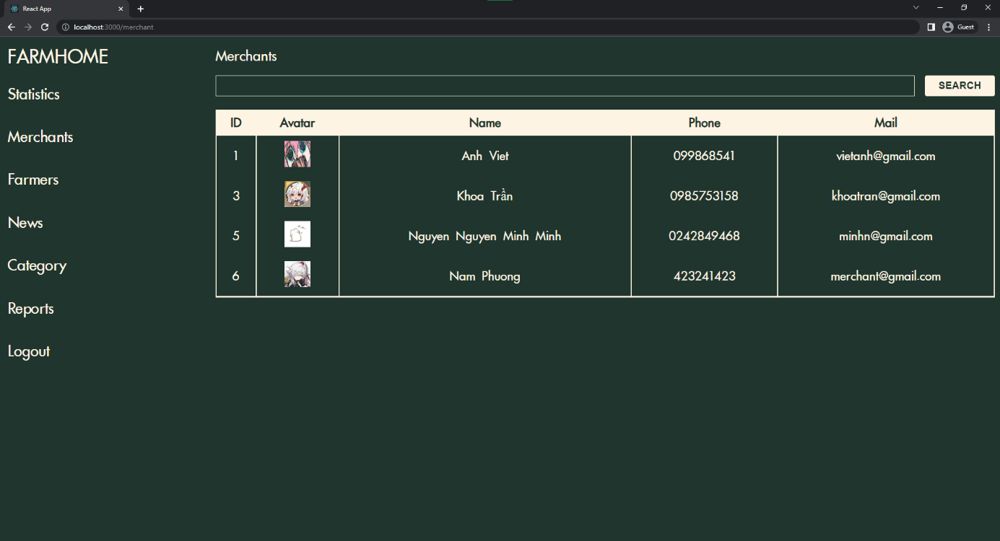 React App
localhost:3000/merchant
Guest
FARMHOME
Statistics
Merchants
Farmers
News
Category
Reports
Logout
Merchants
SEARCH
ID Avatar Name Phone Mail
1 Anh Viet 099868541 vietanh@gmail.com
3 Khoa Trần 0985753158 khoatran@gmail.com
5 Nguyen Nguyen Minh Minh 0242849468 minhn@gmail.com
6 Nam Phuong 423241423 merchant@gmail.com